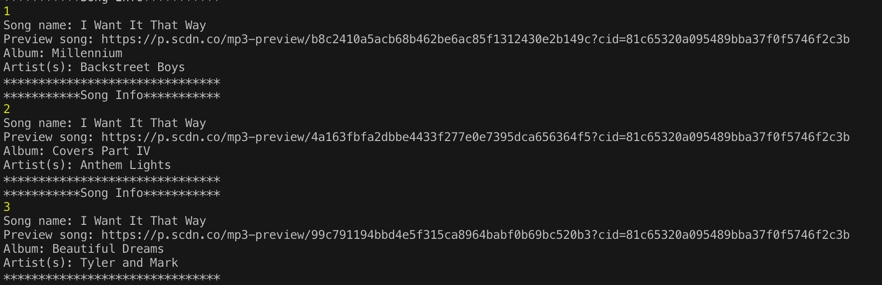 ***********Song Info***********
1
Song name: I Want It That Way
Preview song: https://p.scdn.co/mp3-preview/b8c2410a5acb68b462be6ac85f1312430e2b149c?cid=81c65320a095489bba37f0f5746f2c3b
Album: Millennium
Artist(s): Backstreet Boys
*******************************
***********Song Info***********
2
Song name: I Want It That Way
Preview song: https://p.scdn.co/mp3-preview/4a163fbfa2dbbe4433f277e0e7395dca656364f5?cid=81c65320a095489bba37f0f5746f2c3b
Album: Covers Part IV
Artist(s): Anthem Lights
*******************************
***********Song Info***********
3
Song name: I Want It That Way
Preview song: https://p.scdn.co/mp3-preview/99c791194bbd4e5f315ca8964babf0b69bc520b3?cid=81c65320a095489bba37f0f5746f2c3b
Album: Beautiful Dreams
Artist(s): Tyler and Mark
*******************************